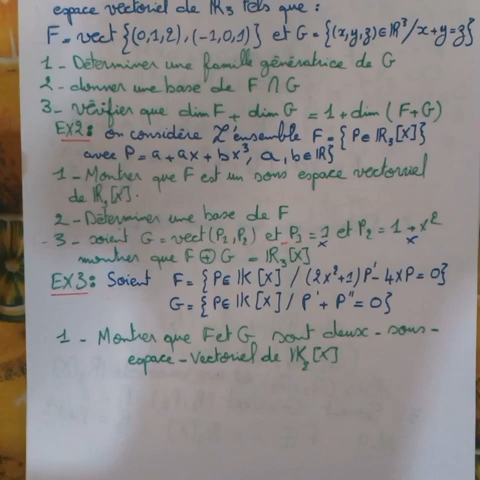 espace vectoriel de IR3 tels que :
F = vect {(0,1,2), (-1,0,1)} et G = {(x,y,z) ∈ IR³/x+y=z}
1 - Déterminer une famille génératrice de G
2 - donner une base de F ∩ G
3 - vérifier que dim F + dim G = 1 + dim (F+G)
EX2: on considère l'ensemble F = {P ∈ IR3[X]}
avec P = a + ax + bx³, a, b ∈ IR}
1 - Montrer que F est un sous espace vectoriel
de IR3[X].
2 - Déterminer une base de F
- 3 - soient G = vect(P1, P2) et P1 = 1 et P2 = 1 + x²
montrer que F ⊕ G = IR3[X]
EX3: Soient F = {P ∈ IK[X] / (2X²+1)P' - 4XP = 0}
G = {P ∈ IK[X] / P' + P" = 0}
1 - Montrer que F et G sont deux - sous -
espace - vectoriel de IK2[X]